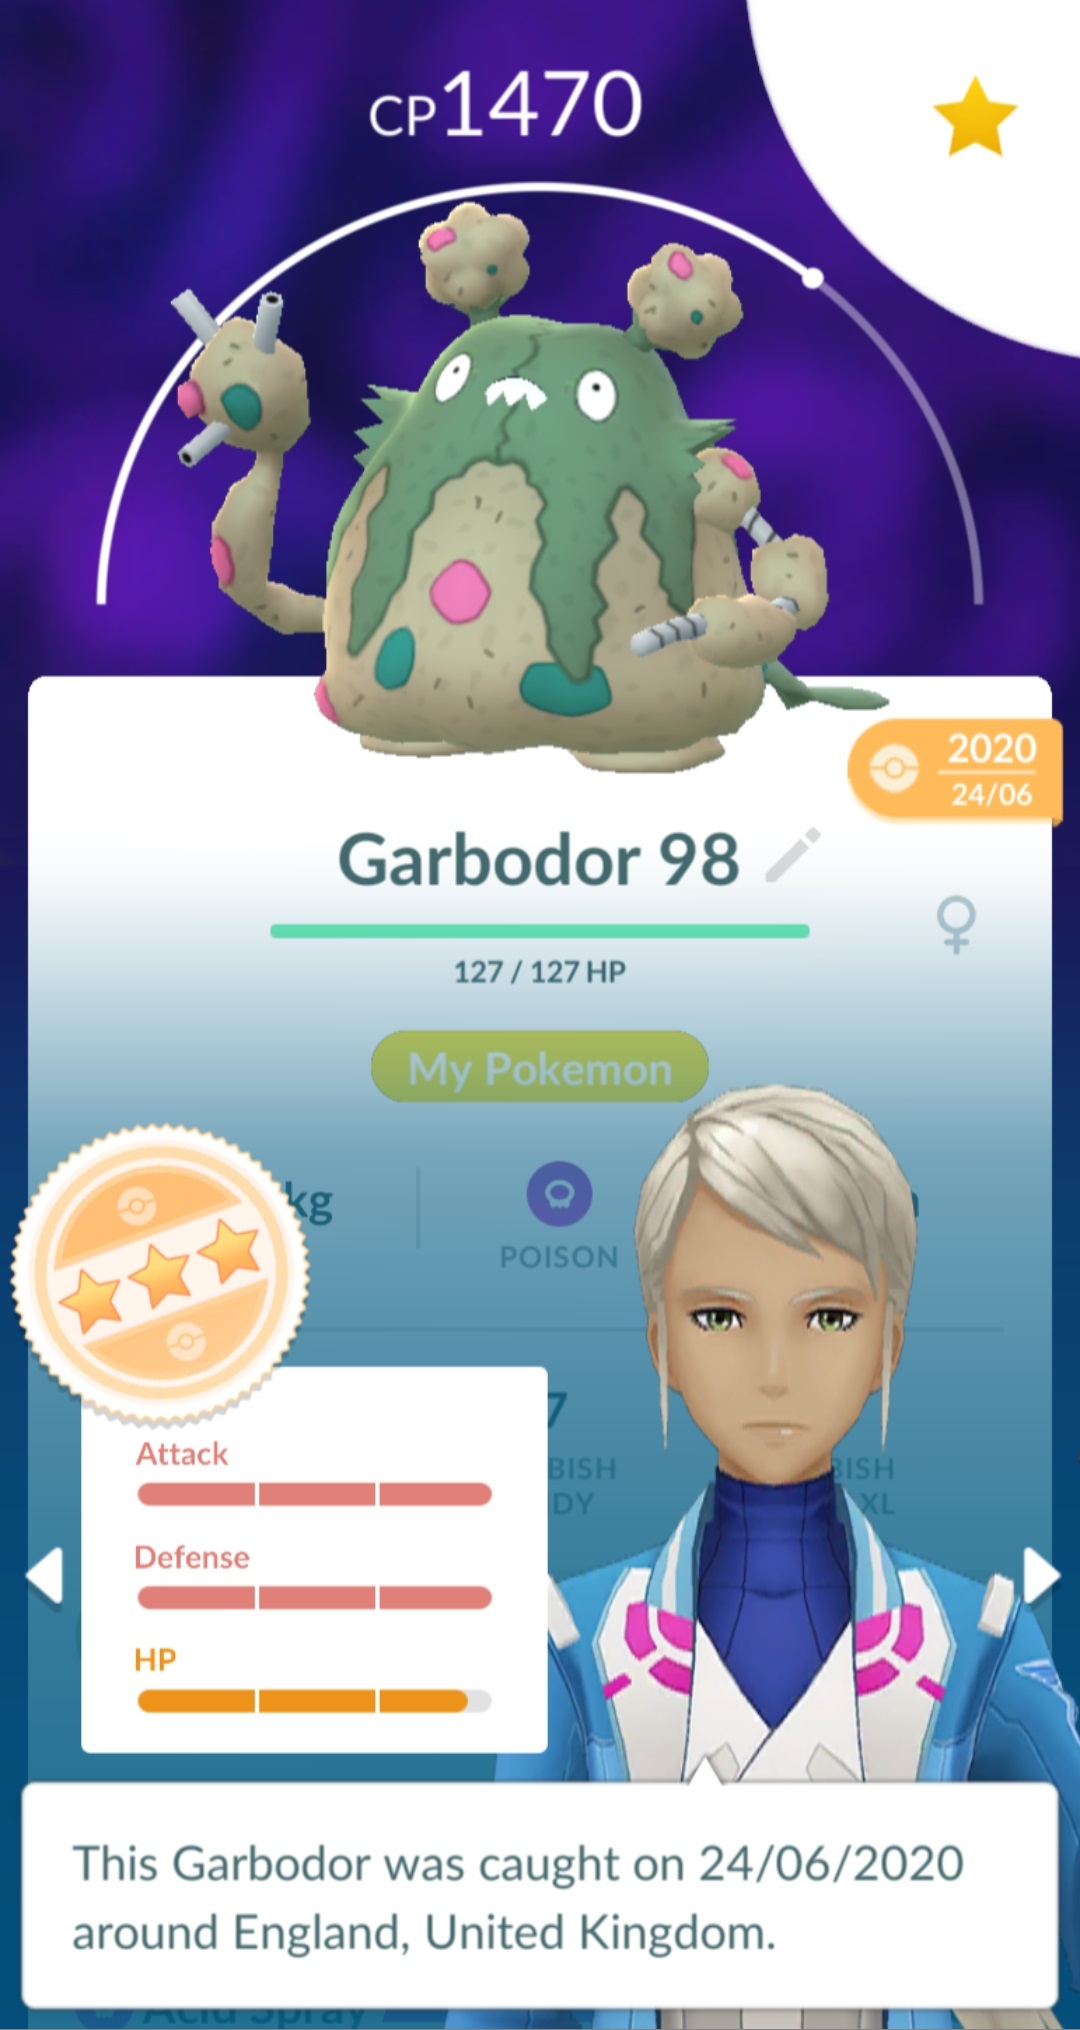 CP1470
2020
24/06
Garbodor 98
127 / 127 HP
My Pokemon
kg
POISON
7
BISH
BISH
DY
XL
Attack
Defense
HP
This Garbodor was caught on 24/06/2020
around England, United Kingdom.
Acid Spray